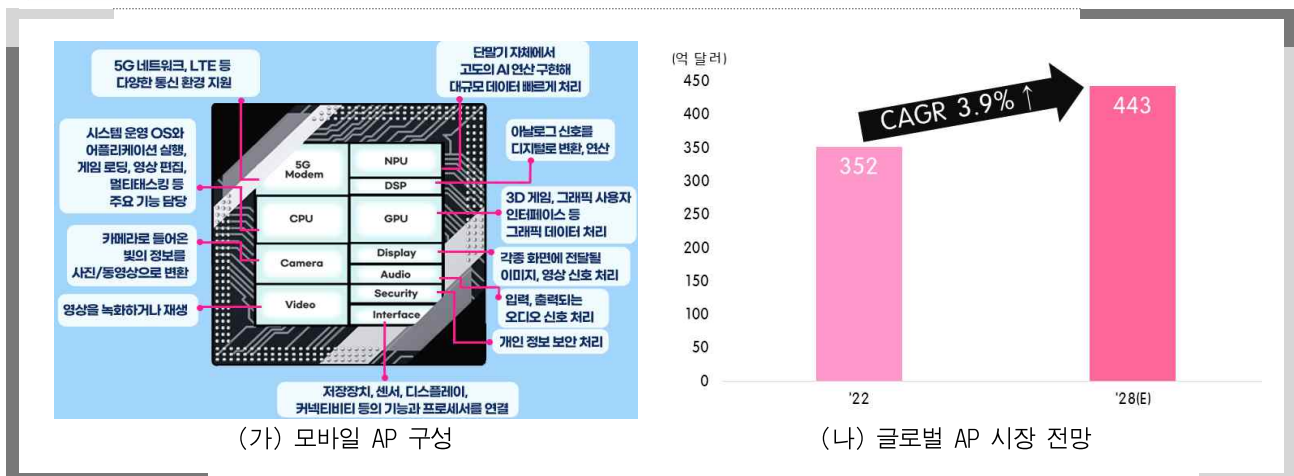 5G 네트워크, LTE 등
다양한 통신 환경 지원
단말기 자체에서
고도의 AI 연산 구현해
대규모 데이터 빠르게 처리
시스템 운영 OS와
어플리케이션 실행,
게임 로딩, 영상 편집,
멀티태스킹 등
주요 기능 담당
아날로그 신호를
디지털로 변환, 연산
3D 게임, 그래픽 사용자
인터페이스 등
그래픽 데이터 처리
카메라로 들어온
빛의 정보를
사진/동영상으로 변환
각종 화면에 전달될
이미지, 영상 신호 처리
영상을 녹화하거나 재생
입력, 출력되는
오디오 신호 처리
개인 정보 보안 처리
저장장치, 센서, 디스플레이,
커넥티비티 등의 기능과 프로세서를 연결
5G
Modem
NPU
DSP
CPU
GPU
Camera
Display
Audio
Video
Security
Interface
(가) 모바일 AP 구성
(억 달러)
450
400
350
300
250
200
150
100
50
0
352
CAGR 3.9% ↑
443
'22
'28(E)
(나) 글로벌 AP 시장 전망